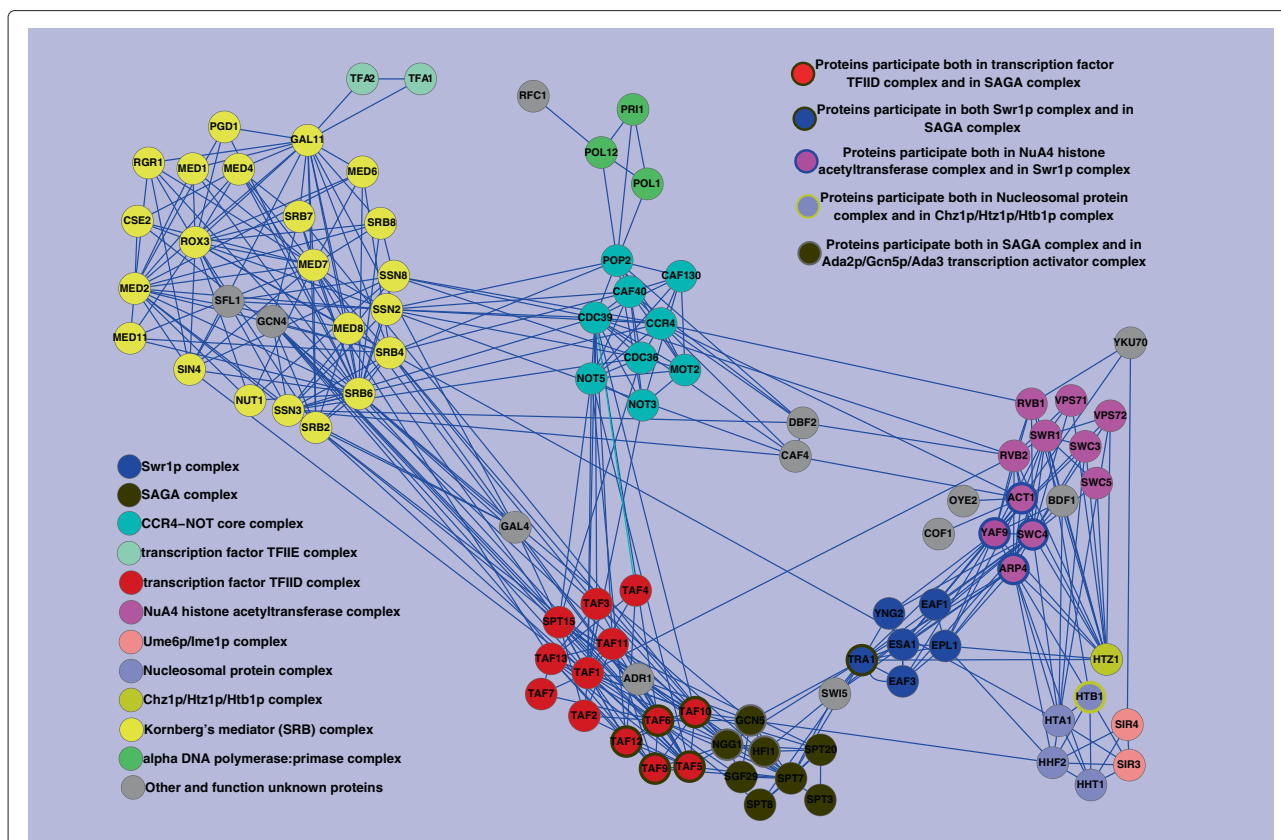 TFA2
TFA1
RFC1
PRI1
POL12
POL1
PGD1
GAL11
RGR1
MED1
MED4
MED6
CSE2
SRB7
SRB8
ROX3
MED7
SSN8
MED2
SFL1
SSN2
GCN4
MED8
MED11
SRB4
SIN4
SRB6
NUT1
SSN3
SRB2
POP2
CAF130
CAF40
CDC39
CCR4
CDC36
MOT2
NOT5
NOT3
DBF2
CAF4
GAL4
YKU70
RVB1
VPS71
VPS72
SWR1
SWC3
RVB2
SWC5
ACT1
OYE2
BDF1
COF1
YAF9
SWC4
ARP4
YNG2
EAF1
ESA1
EPL1
TRA1
EAF3
HTZ1
SWI5
HTB1
HTA1
SIR4
HHF2
SIR3
HHT1
TAF4
TAF3
SPT15
TAF11
TAF13
TAF1
ADR1
TAF7
TAF2
TAF6
TAF10
GCN5
TAF12
NGG1
HFI1
SPT20
TAF9
TAF5
SGF29
SPT7
SPT8
SPT3
Proteins participate both in transcription factor
TFIID complex and in SAGA complex
Proteins participate in both Swr1p complex and in
SAGA complex
Proteins participate both in NuA4 histone
acetyltransferase complex and in Swr1p complex
Proteins participate both in Nucleosomal protein
complex and in Chz1p/Htz1p/Htb1p complex
Proteins participate both in SAGA complex and in
Ada2p/Gcn5p/Ada3 transcription activator complex
Swr1p complex
SAGA complex
CCR4−NOT core complex
transcription factor TFIIE complex
transcription factor TFIID complex
NuA4 histone acetyltransferase complex
Ume6p/Ime1p complex
Nucleosomal protein complex
Chz1p/Htz1p/Htb1p complex
Kornberg's mediator (SRB) complex
alpha DNA polymerase:primase complex
Other and function unknown proteins